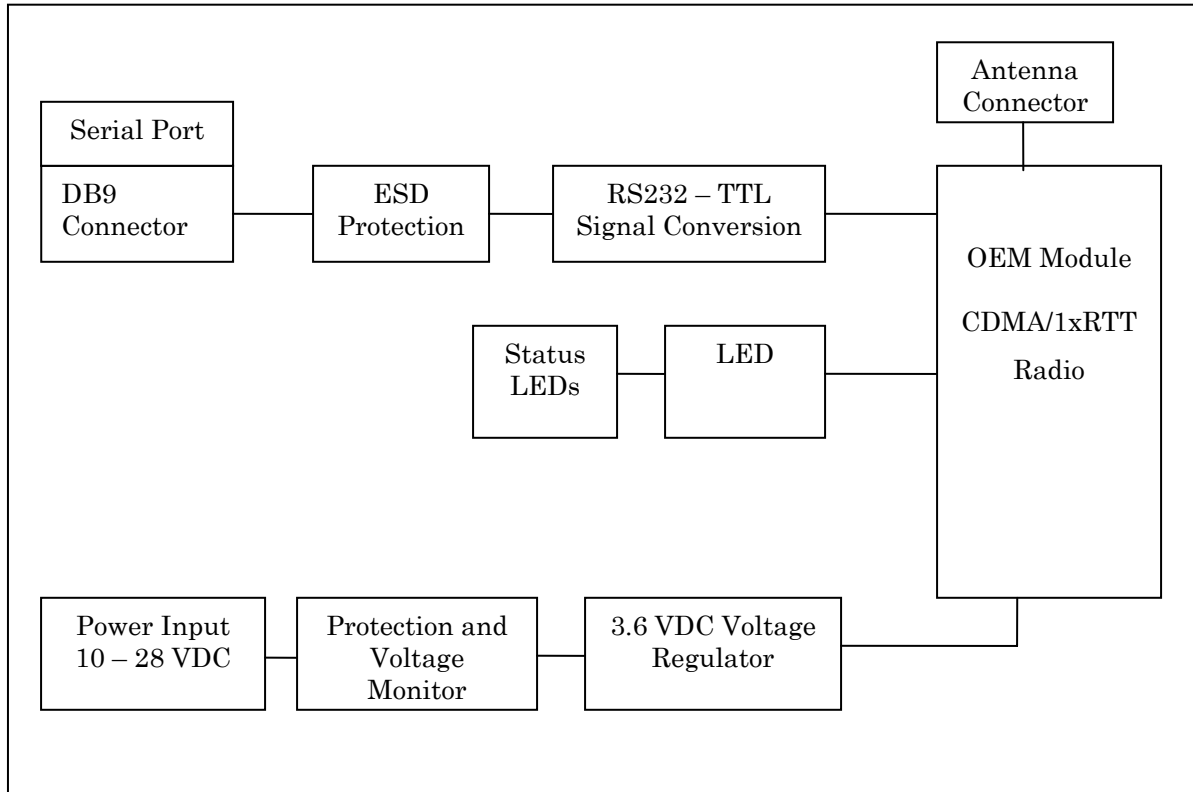 Antenna
Connector
Serial Port
DB9
Connector
ESD
Protection
RS232 – TTL
Signal Conversion
OEM Module
CDMA/1xRTT
Radio
Status
LEDs
LED
Power Input
10 – 28 VDC
Protection and
Voltage
Monitor
3.6 VDC Voltage
Regulator